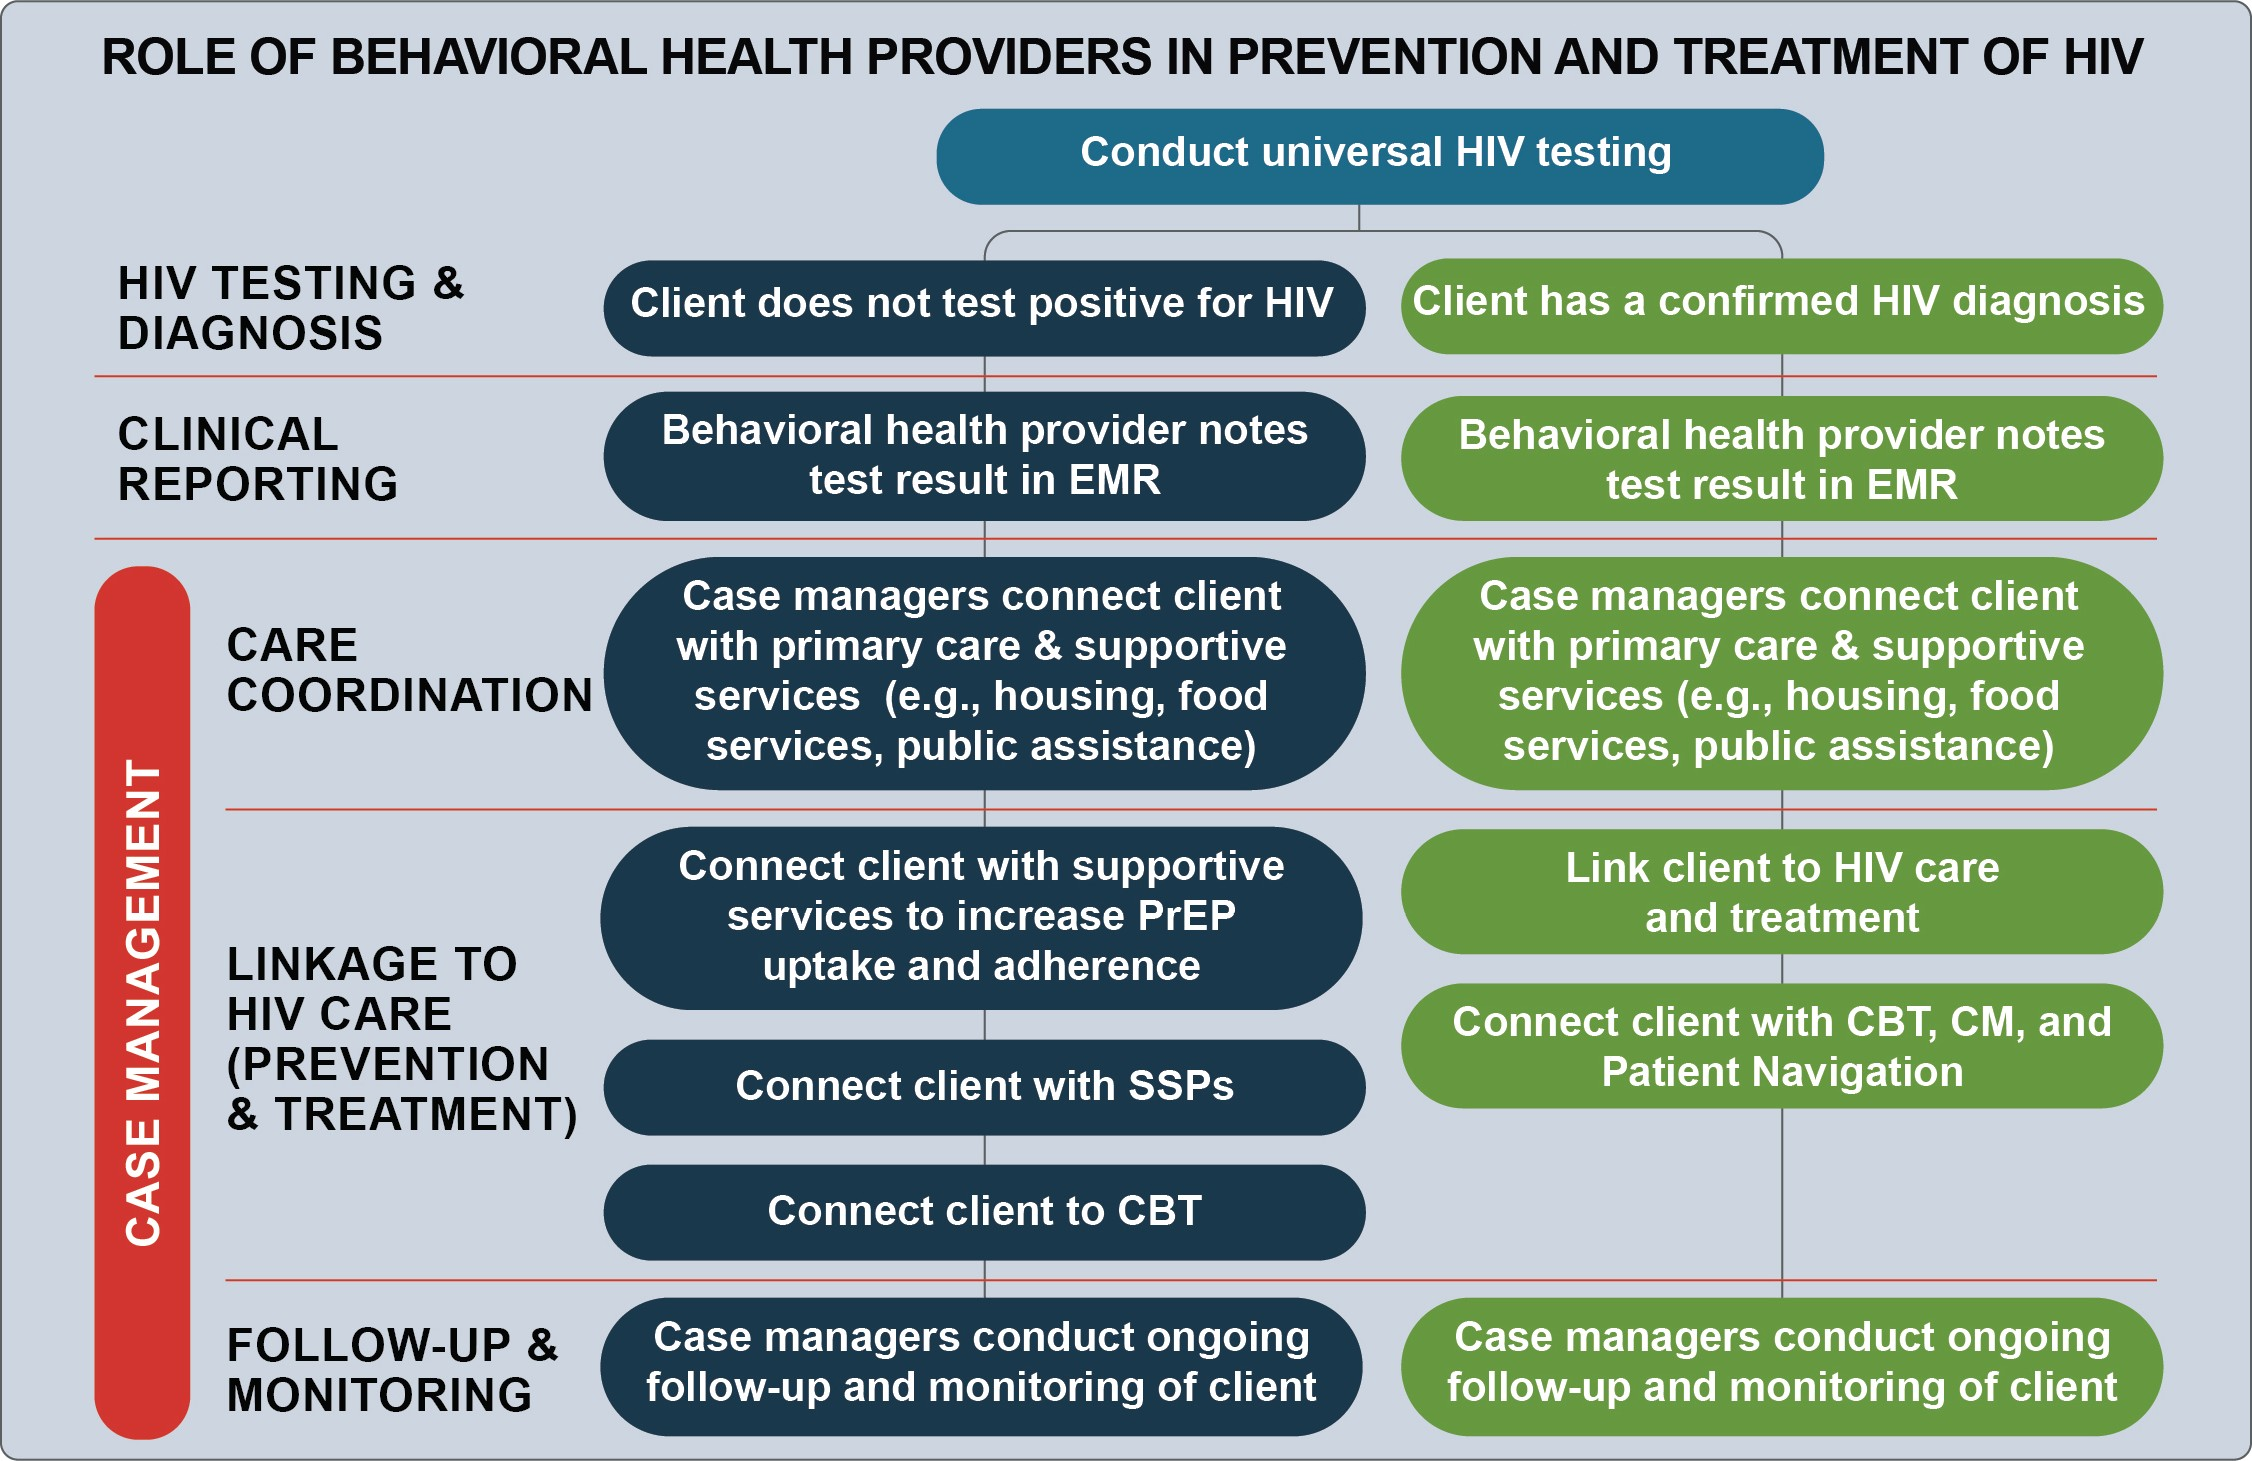 ROLE OF BEHAVIORAL HEALTH PROVIDERS IN PREVENTION AND TREATMENT OF HIV
Conduct universal HIV testing
HIV TESTING &
DIAGNOSIS
Client does not test positive for HIV
Client has a confirmed HIV diagnosis
CLINICAL
REPORTING
Behavioral health provider notes
test result in EMR
Behavioral health provider notes
test result in EMR
CASE MANAGEMENT
CARE
COORDINATION
Case managers connect client
with primary care & supportive
services (e.g., housing, food
services, public assistance)
Case managers connect client
with primary care & supportive
services (e.g., housing, food
services, public assistance)
LINKAGE TO
HIV CARE
(PREVENTION
& TREATMENT)
Connect client with supportive
services to increase PrEP
uptake and adherence
Connect client with SSPs
Connect client to CBT
Link client to HIV care
and treatment
Connect client with CBT, CM, and
Patient Navigation
FOLLOW-UP &
MONITORING
Case managers conduct ongoing
follow-up and monitoring of client
Case managers conduct ongoing
follow-up and monitoring of client